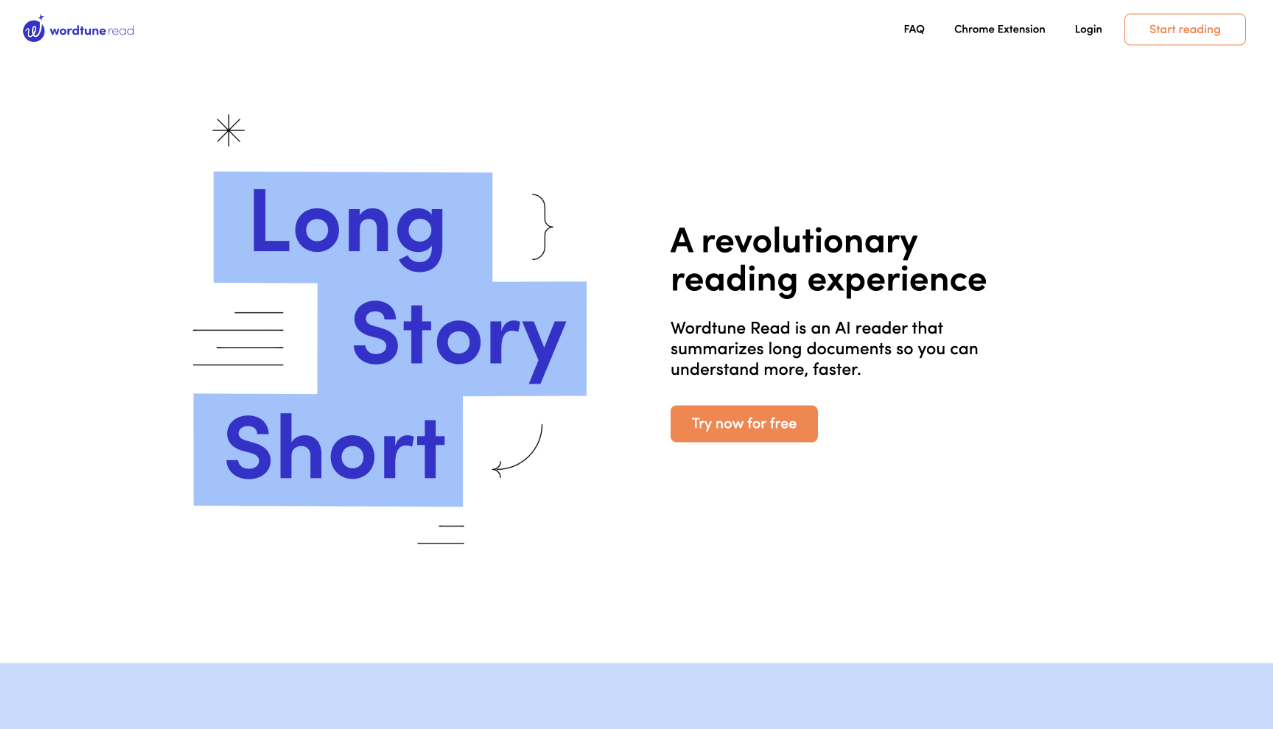 wordtune read
FAQ
Chrome Extension
Login
Start reading
Long
Story
Short
A revolutionary
reading experience
Wordtune Read is an AI reader that
summarizes long documents so you can
understand more, faster.
Try now for free